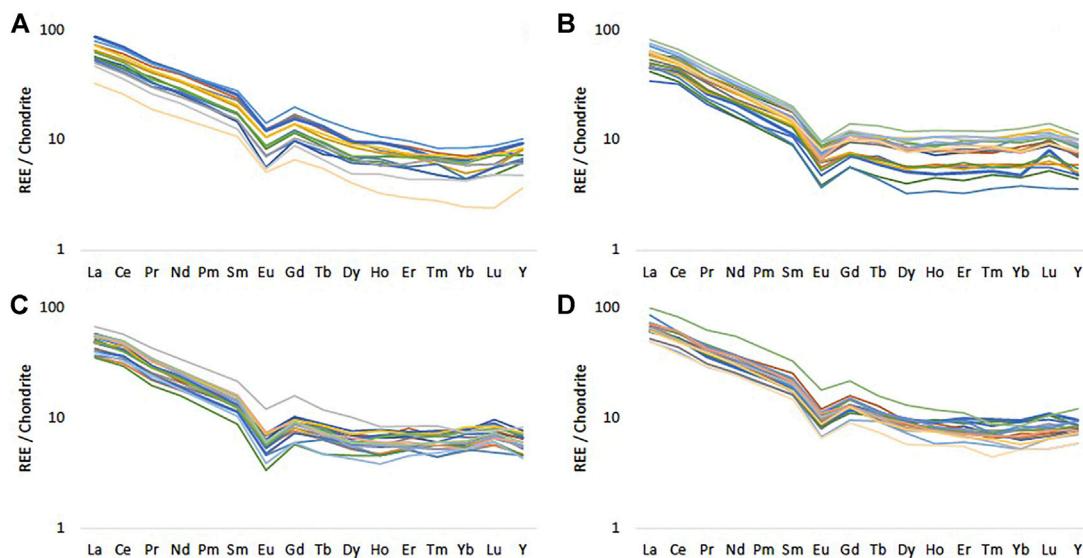 A
B
100
100
REE / Chondrite
REE / Chondrite
10
10
1
1
La Ce Pr Nd Pm Sm Eu Gd Tb Dy Ho Er Tm Yb Lu Y
La Ce Pr Nd Pm Sm Eu Gd Tb Dy Ho Er Tm Yb Lu Y
C
D
100
100
REE / Chondrite
REE / Chondrite
10
10
1
1
La Ce Pr Nd Pm Sm Eu Gd Tb Dy Ho Er Tm Yb Lu Y
La Ce Pr Nd Pm Sm Eu Gd Tb Dy Ho Er Tm Yb Lu Y